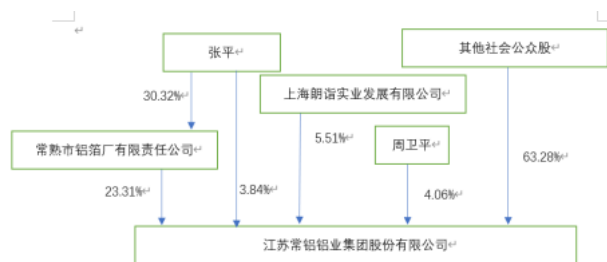 张平
其他社会公众股
30.32%
上海朗诣实业发展有限公司
5.51%
周卫平
常熟市铝箔厂有限责任公司
63.28%
23.31%
3.84%
4.06%
江苏常铝铝业集团股份有限公司